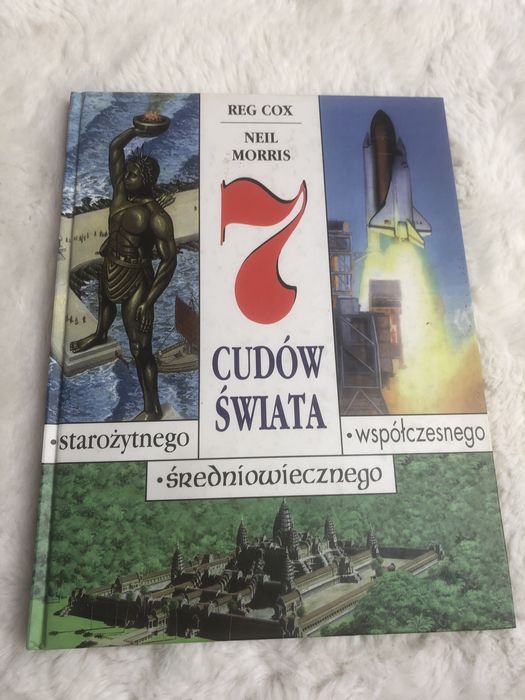 REG COX
NEIL
MORRIS
7
CUDÓW
ŚWIATA
•starożytnego
•współczesnego
•średniowiecznego